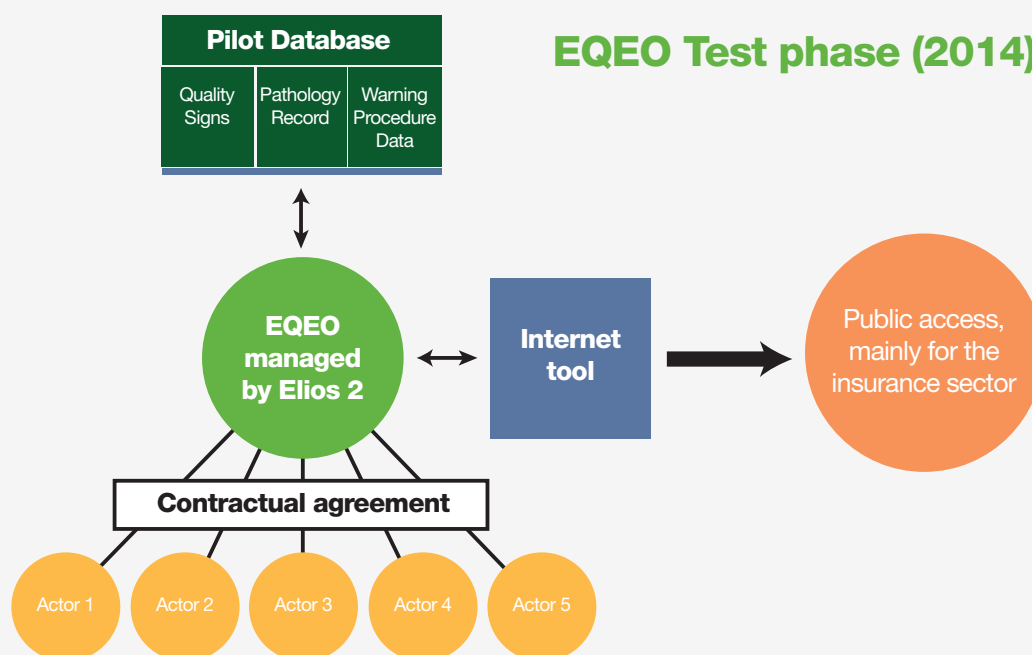 EQEO Test phase (2014)
Pilot Database
Quality
Signs
Pathology
Record
Warning
Procedure
Data
EQEO
managed
by Elios 2
Internet
tool
Public access,
mainly for the
insurance sector
Contractual agreement
Actor 1
Actor 2
Actor 3
Actor 4
Actor 5